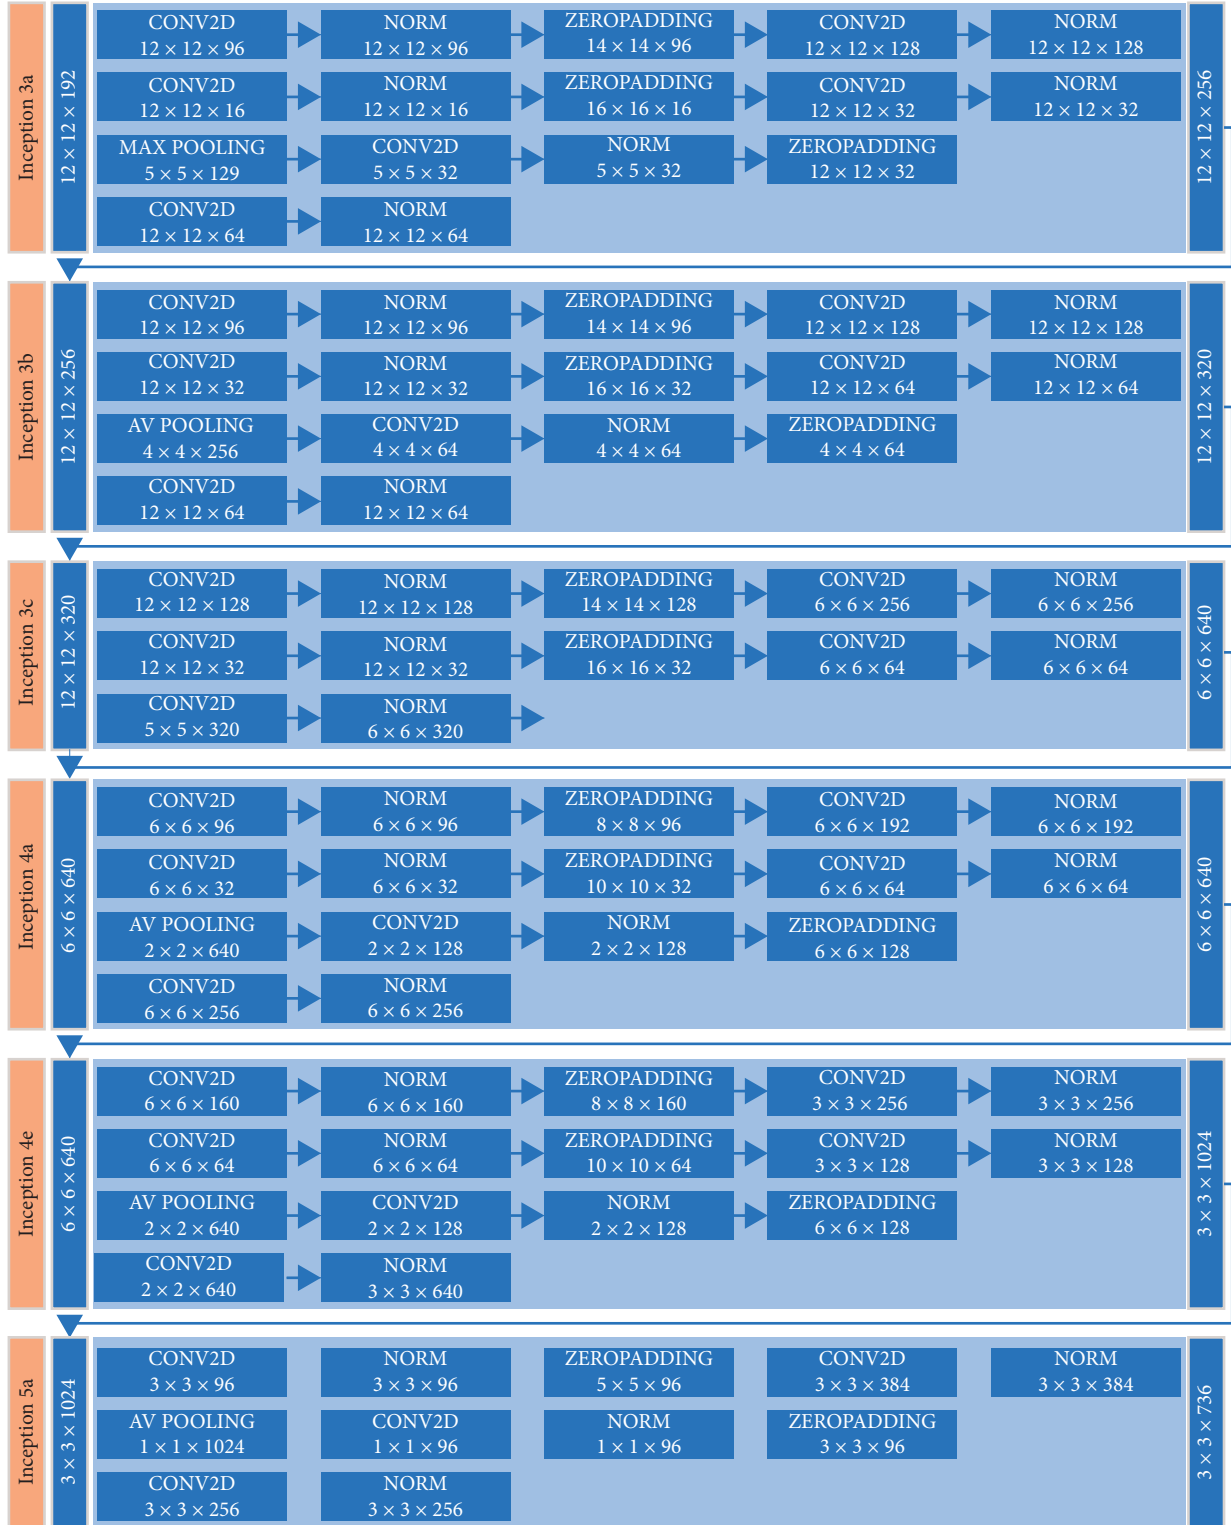 Inception 3a
12 × 12 × 192
CONV2D
12 × 12 × 96
NORM
12 × 12 × 96
ZEROPADDING
14 × 14 × 96
CONV2D
12 × 12 × 128
NORM
12 × 12 × 128
CONV2D
12 × 12 × 16
NORM
12 × 12 × 16
ZEROPADDING
16 × 16 × 16
CONV2D
12 × 12 × 32
NORM
12 × 12 × 32
MAX POOLING
5 × 5 × 129
CONV2D
5 × 5 × 32
NORM
5 × 5 × 32
ZEROPADDING
12 × 12 × 32
CONV2D
12 × 12 × 64
NORM
12 × 12 × 64
12 × 12 × 256
Inception 3b
12 × 12 × 256
CONV2D
12 × 12 × 96
NORM
12 × 12 × 96
ZEROPADDING
14 × 14 × 96
CONV2D
12 × 12 × 128
NORM
12 × 12 × 128
CONV2D
12 × 12 × 32
NORM
12 × 12 × 32
ZEROPADDING
16 × 16 × 32
CONV2D
12 × 12 × 64
NORM
12 × 12 × 64
AV POOLING
4 × 4 × 256
CONV2D
4 × 4 × 64
NORM
4 × 4 × 64
ZEROPADDING
4 × 4 × 64
CONV2D
12 × 12 × 64
NORM
12 × 12 × 64
12 × 12 × 320
Inception 3c
12 × 12 × 320
CONV2D
12 × 12 × 128
NORM
12 × 12 × 128
ZEROPADDING
14 × 14 × 128
CONV2D
6 × 6 × 256
NORM
6 × 6 × 256
CONV2D
12 × 12 × 32
NORM
12 × 12 × 32
ZEROPADDING
16 × 16 × 32
CONV2D
6 × 6 × 64
NORM
6 × 6 × 64
CONV2D
5 × 5 × 320
NORM
6 × 6 × 320
6 × 6 × 640
Inception 4a
6 × 6 × 640
CONV2D
6 × 6 × 96
NORM
6 × 6 × 96
ZEROPADDING
8 × 8 × 96
CONV2D
6 × 6 × 192
NORM
6 × 6 × 192
CONV2D
6 × 6 × 32
NORM
6 × 6 × 32
ZEROPADDING
10 × 10 × 32
CONV2D
6 × 6 × 64
NORM
6 × 6 × 64
AV POOLING
2 × 2 × 640
CONV2D
2 × 2 × 128
NORM
2 × 2 × 128
ZEROPADDING
6 × 6 × 128
CONV2D
6 × 6 × 256
NORM
6 × 6 × 256
6 × 6 × 640
Inception 4e
6 × 6 × 640
CONV2D
6 × 6 × 160
NORM
6 × 6 × 160
ZEROPADDING
8 × 8 × 160
CONV2D
3 × 3 × 256
NORM
3 × 3 × 256
CONV2D
6 × 6 × 64
NORM
6 × 6 × 64
ZEROPADDING
10 × 10 × 64
CONV2D
3 × 3 × 128
NORM
3 × 3 × 128
AV POOLING
2 × 2 × 640
CONV2D
2 × 2 × 128
NORM
2 × 2 × 128
ZEROPADDING
6 × 6 × 128
CONV2D
2 × 2 × 640
NORM
3 × 3 × 640
3 × 3 × 1024
Inception 5a
3 × 3 × 1024
CONV2D
3 × 3 × 96
NORM
3 × 3 × 96
ZEROPADDING
5 × 5 × 96
CONV2D
3 × 3 × 384
NORM
3 × 3 × 384
AV POOLING
1 × 1 × 1024
CONV2D
1 × 1 × 96
NORM
1 × 1 × 96
ZEROPADDING
3 × 3 × 96
CONV2D
3 × 3 × 256
NORM
3 × 3 × 256
3 × 3 × 736